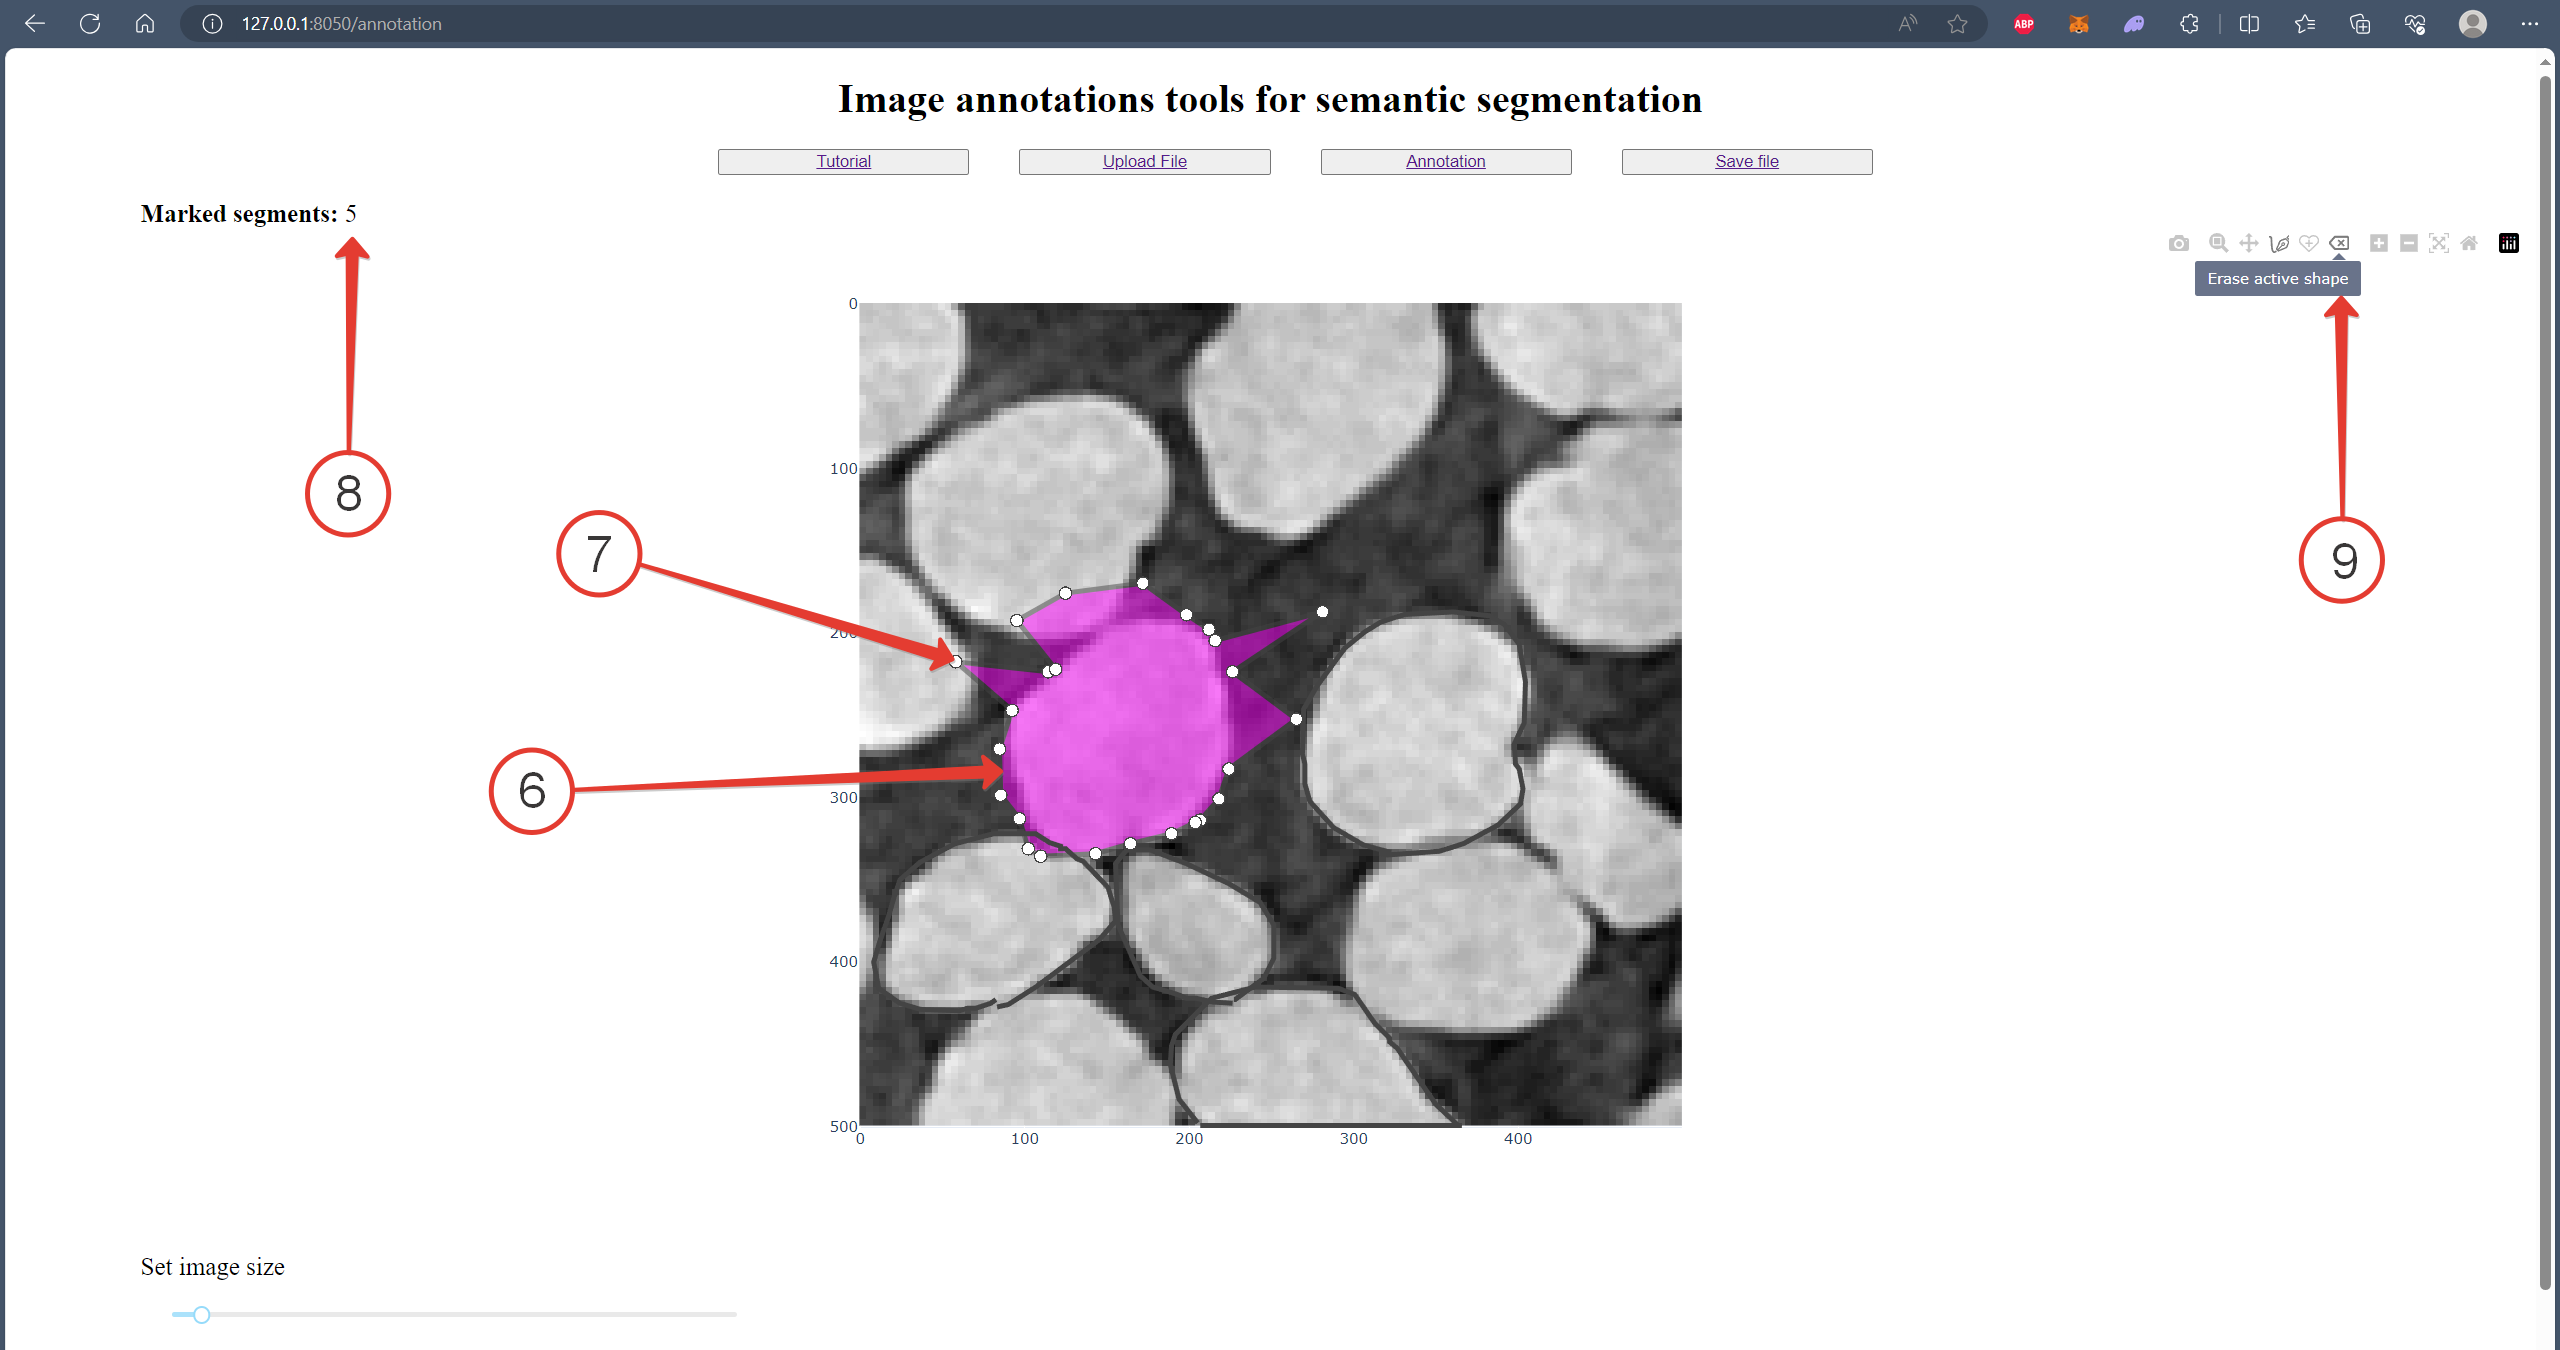 127.0.0.1:8050/annotation
ABP
Image annotations tools for semantic segmentation
Tutorial Upload File Annotation Save file
Marked segments: 5
Erase active shape
0
100
200
300
400
500
0 100 200 300 400
8
7
6
9
Set image size